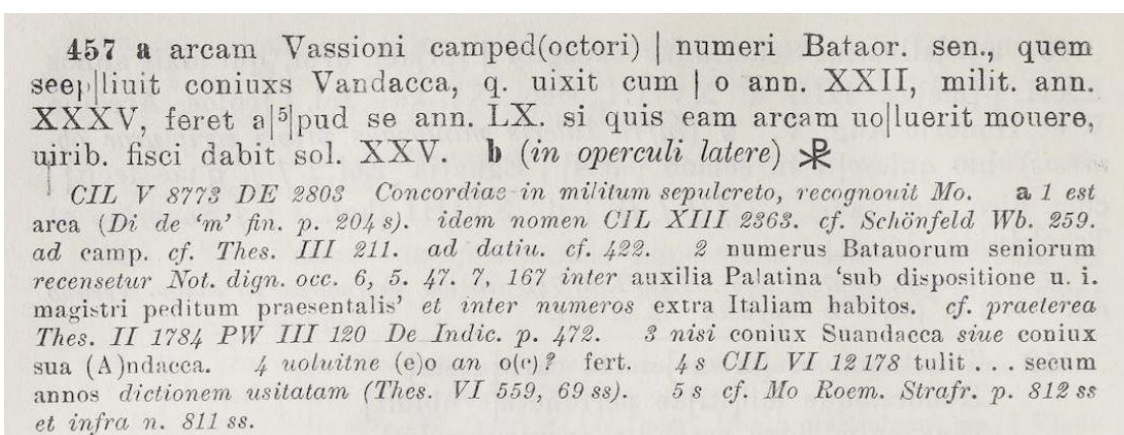 457 a arcam Vassioni camped(octori) | numeri Bataor. sen., quem
seep|liuit coniuxs Vandacca, q. uixit cum | o ann. XXII, milit. ann.
XXXV, feret a|⁵|pud se ann. LX. si quis eam arcam uo|luerit mouere,
uirib. fisci dabit sol. XXV. b (in operculi latere) ⳩
CIL V 8773 DE 2803 Concordiae in militum sepulcreto, recognouit Mo. a 1 est
arca (Di de ‘m’ fin. p. 204 s). idem nomen CIL XIII 2363. cf. Schönfeld Wb. 259.
ad camp. cf. Thes. III 211. ad datiu. cf. 422. 2 numerus Batauorum seniorum
recensetur Not. dign. occ. 6, 5. 47. 7, 167 inter auxilia Palatina ‘sub dispositione u. i.
magistri peditum praesentalis’ et inter numeros extra Italiam habitos. cf. praeterea
Thes. II 1784 PW III 120 De Indic. p. 472. 3 nisi coniux Suandacca siue coniux
sua (A)ndacca. 4 uoluitne (e)o an o(c)? fert. 4 s CIL VI 12178 tulit . . . secum
annos dictionem usitatam (Thes. VI 559, 69 ss). 5 s cf. Mo Roem. Strafr. p. 812 ss
et infra n. 811 ss.